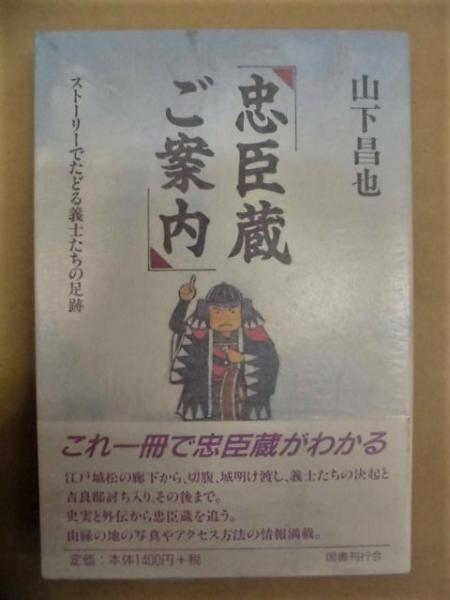 山下昌也
「忠臣蔵
ご案内」
ストーリーでたどる義士たちの足跡
これ一冊で忠臣蔵がわかる
江戸城松の廊下から、切腹、城明け渡し、義士たちの決起と
吉良邸討ち入り、その後まで。
史実と外伝から忠臣蔵を追う。
由縁の地の写真やアクセス方法の情報満載。
定価：本体1400円+税
国書刊行会